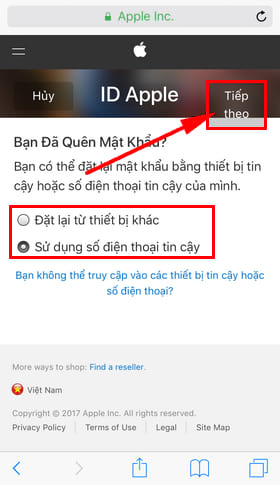 Apple Inc.
Hủy
ID Apple
Tiếp
theo
Bạn Đã Quên Mật Khẩu?
Bạn có thể đặt lại mật khẩu bằng thiết bị tin
cậy hoặc số điện thoại tin cậy của mình.
Đặt lại từ thiết bị khác
Sử dụng số điện thoại tin cậy
Bạn không thể truy cập vào các thiết bị tin cậy hoặc
số điện thoại?
More ways to shop: Find a reseller.
Việt Nam
Copyright © 2017 Apple Inc. All rights reserved.
Privacy Policy | Terms of Use | Legal | Site Map